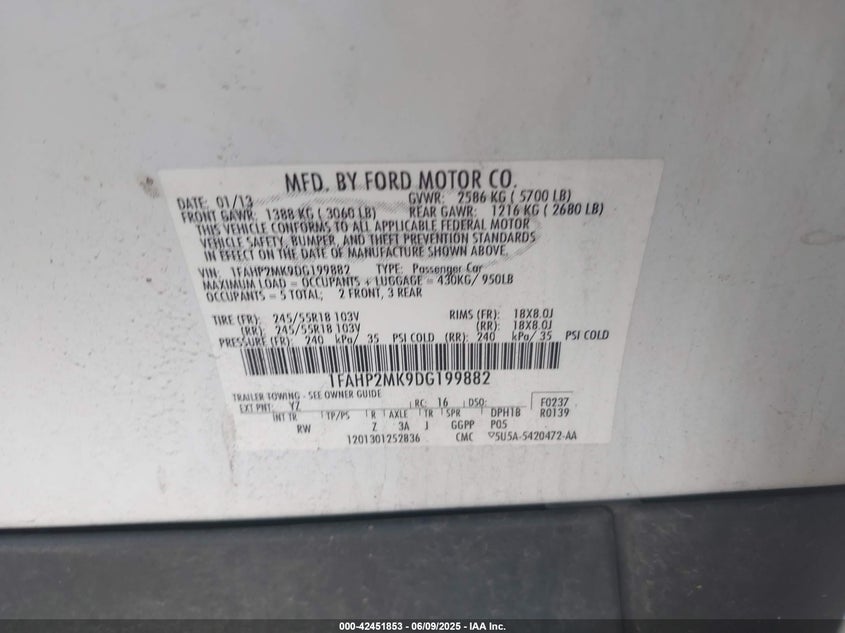 MFD. BY FORD MOTOR CO.
DATE: 01/13 GVWR: 2586 KG ( 5700 LB)
FRONT GAWR: 1388 KG ( 3060 LB) REAR GAWR: 1216 KG ( 2680 LB)
THIS VEHICLE CONFORMS TO ALL APPLICABLE FEDERAL MOTOR
VEHICLE SAFETY, BUMPER, AND THEFT PREVENTION STANDARDS
IN EFFECT ON THE DATE OF MANUFACTURE SHOWN ABOVE.
VIN: 1FAHP2MK9DG199882 TYPE: Passenger Car
MAXIMUM LOAD = OCCUPANTS + LUGGAGE = 430KG/ 950LB
OCCUPANTS = 5 TOTAL; 2 FRONT, 3 REAR
TIRE (FR): 245/55R18 103V RIMS (FR): 18X8.0J
(RR): 245/55R18 103V (RR): 18X8.0J
PRESSURE (FR): 240 kPa/ 35 PSI COLD (RR): 240 kPa/ 35 PSI COLD
1FAHP2MK9DG199882
TRAILER TOWING - SEE OWNER GUIDE
EXT PNT: YZ RC: 16 DSO: F0237
INT TR TP/PS R AXLE TR SPR DPH1B R0139
RW Z 3A J GGPP P05
1201301252836 CMC ▽5U5A-5420472-AA
000-42451853 | 06/09/2025 - IAA Inc.